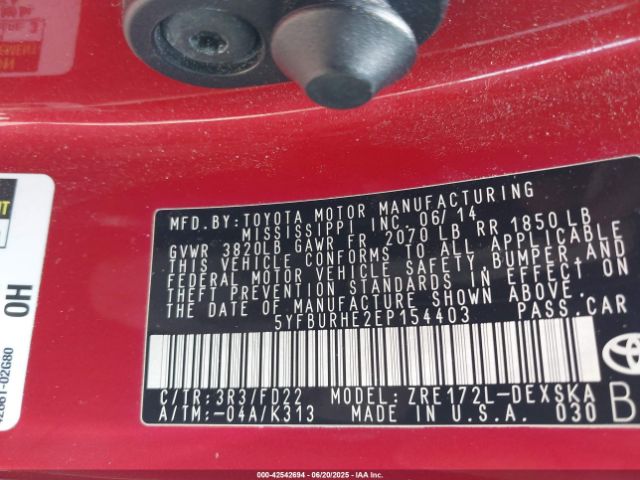 MFD.BY:TOYOTA MOTOR MANUFACTURING
MISSISSIPPI INC 06/14
GVWR 3820LB GAWR FR 2070 LB RR 1850 LB
THIS VEHICLE CONFORMS TO ALL APPLICABLE
FEDERAL MOTOR VEHICLE SAFETY, BUMPER, AND
THEFT PREVENTION STANDARDS IN EFFECT ON
THE DATE OF MANUFACTURE SHOWN ABOVE.
5YFBURHE2EP154403 PASS.CAR
C/TR:3R3/FD22 MODEL:ZRE172L-DEXSKA
A/TM:-04A/K313 MADE IN U.S.A. 030
B
TOYOTA
HO
000-42542694 | 06/20/2025 - IAA, Inc.